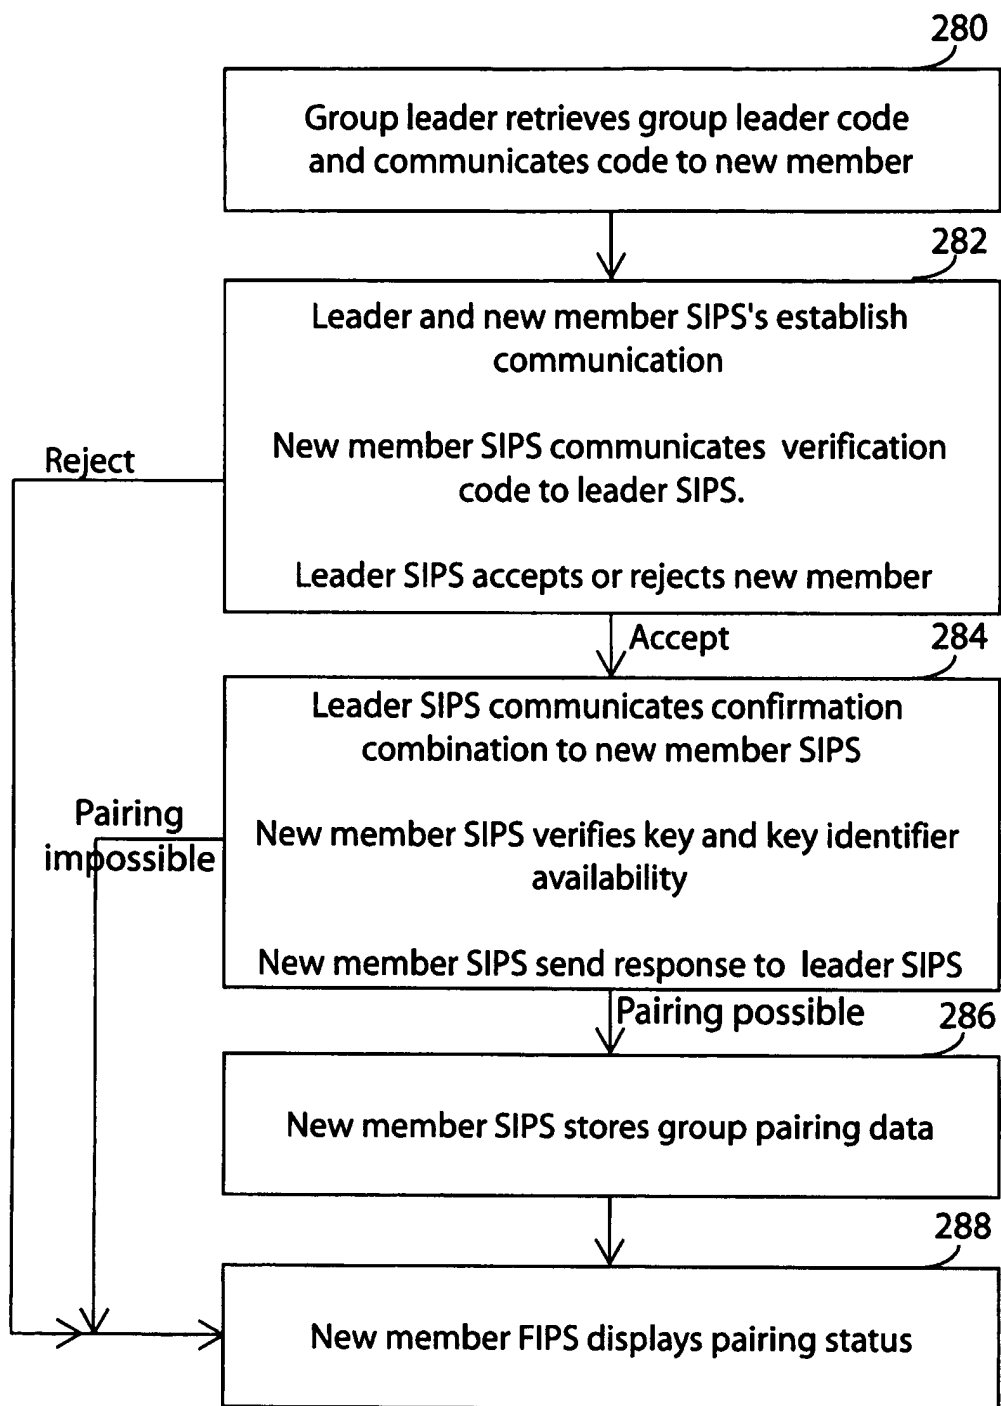 280
Group leader retrieves group leader code
and communicates code to new member
282
Leader and new member SIPS's establish
communication
New member SIPS communicates verification
code to leader SIPS.
Leader SIPS accepts or rejects new member
Reject
Accept
284
Leader SIPS communicates confirmation
combination to new member SIPS
New member SIPS verifies key and key identifier
availability
New member SIPS send response to leader SIPS
Pairing
impossible
Pairing possible
286
New member SIPS stores group pairing data
288
New member FIPS displays pairing status